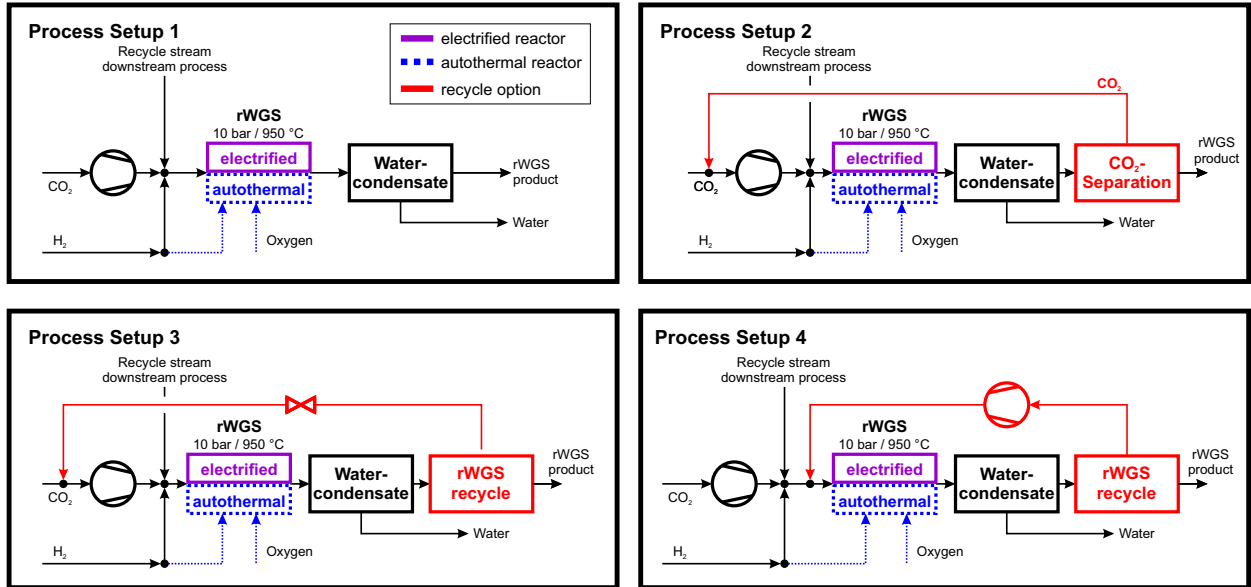 Process Setup 1
Recycle stream
downstream process
electrified reactor
autothermal reactor
recycle option
rWGS
10 bar / 950 °C
electrified
autothermal
Water-
condensate
CO₂
rWGS
product
Water
H₂
Oxygen
Process Setup 2
Recycle stream
downstream process
CO₂
rWGS
10 bar / 950 °C
electrified
autothermal
Water-
condensate
CO₂-
Separation
rWGS
product
CO₂
Water
H₂
Oxygen
Process Setup 3
Recycle stream
downstream process
rWGS
10 bar / 950 °C
electrified
autothermal
Water-
condensate
rWGS
recycle
rWGS
product
CO₂
Water
H₂
Oxygen
Process Setup 4
Recycle stream
downstream process
rWGS
10 bar / 950 °C
electrified
autothermal
Water-
condensate
rWGS
recycle
rWGS
product
CO₂
Water
H₂
Oxygen